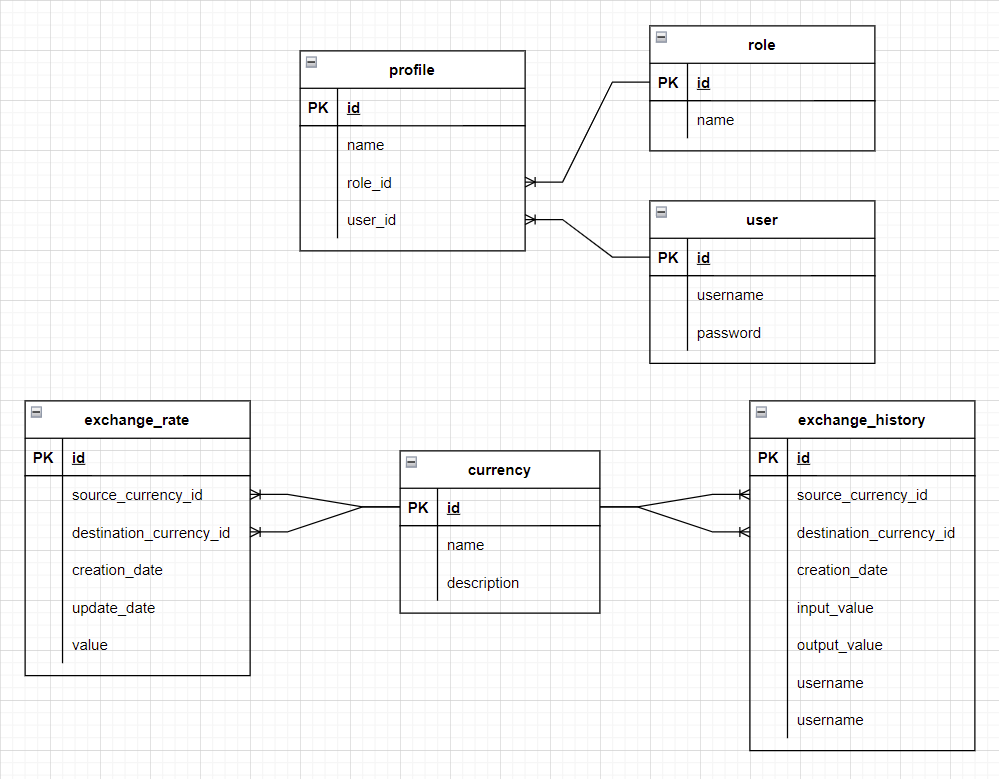 profile
PK id
name
role_id
user_id
role
PK id
name
user
PK id
username
password
exchange_rate
PK id
source_currency_id
destination_currency_id
creation_date
update_date
value
currency
PK id
name
description
exchange_history
PK id
source_currency_id
destination_currency_id
creation_date
input_value
output_value
username
username